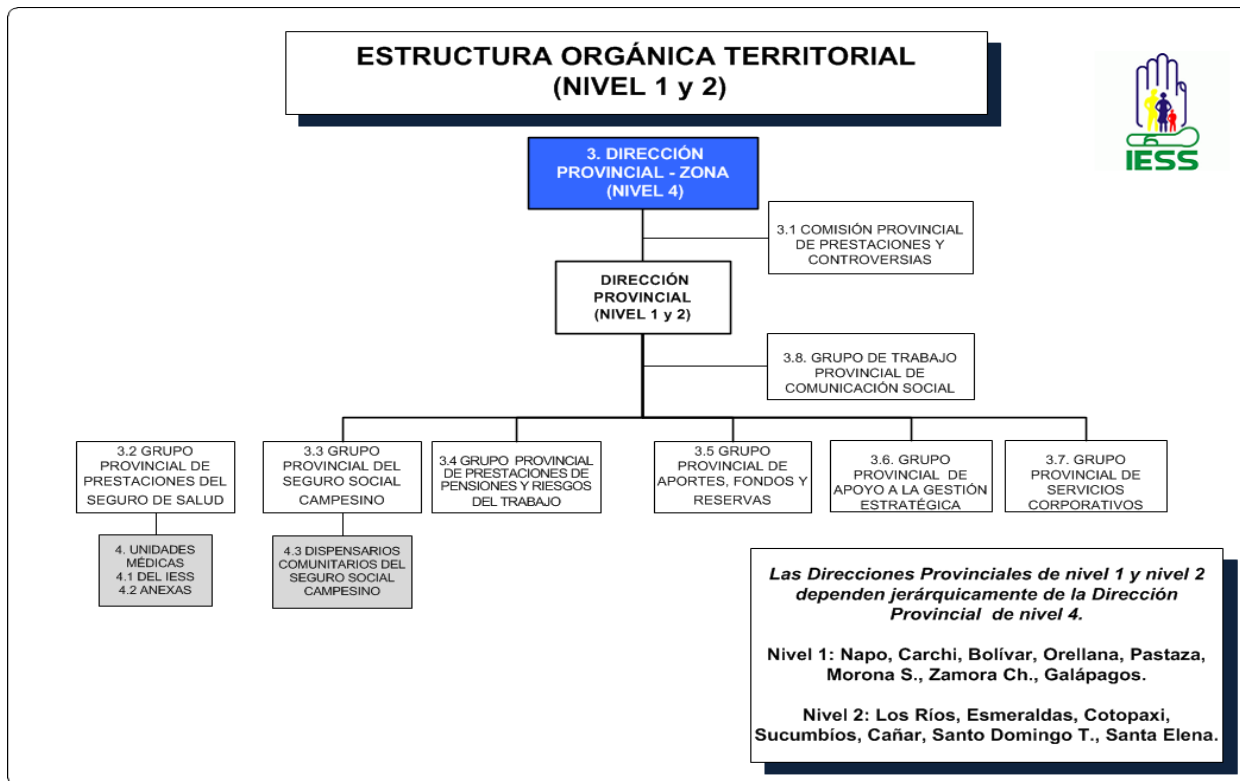 ESTRUCTURA ORGÁNICA TERRITORIAL
(NIVEL 1 y 2)
IESS
3. DIRECCIÓN
PROVINCIAL - ZONA
(NIVEL 4)
3.1 COMISIÓN PROVINCIAL
DE PRESTACIONES Y
CONTROVERSIAS
DIRECCIÓN
PROVINCIAL
(NIVEL 1 y 2)
3.8. GRUPO DE TRABAJO
PROVINCIAL DE
COMUNICACIÓN SOCIAL
3.2 GRUPO
PROVINCIAL DE
PRESTACIONES DEL
SEGURO DE SALUD
3.3 GRUPO
PROVINCIAL DEL
SEGURO SOCIAL
CAMPESINO
3.4 GRUPO PROVINCIAL
DE PRESTACIONES DE
PENSIONES Y RIESGOS
DEL TRABAJO
3.5 GRUPO
PROVINCIAL DE
APORTES, FONDOS Y
RESERVAS
3.6. GRUPO
PROVINCIAL DE
APOYO A LA GESTIÓN
ESTRATÉGICA
3.7. GRUPO
PROVINCIAL DE
SERVICIOS
CORPORATIVOS
4. UNIDADES
MÉDICAS
4.1 DEL IESS
4.2 ANEXAS
4.3 DISPENSARIOS
COMUNITARIOS DEL
SEGURO SOCIAL
CAMPESINO
Las Direcciones Provinciales de nivel 1 y nivel 2
dependen jerárquicamente de la Dirección
Provincial de nivel 4.
Nivel 1: Napo, Carchi, Bolívar, Orellana, Pastaza,
Morona S., Zamora Ch., Galápagos.
Nivel 2: Los Ríos, Esmeraldas, Cotopaxi,
Sucumbíos, Cañar, Santo Domingo T., Santa Elena.